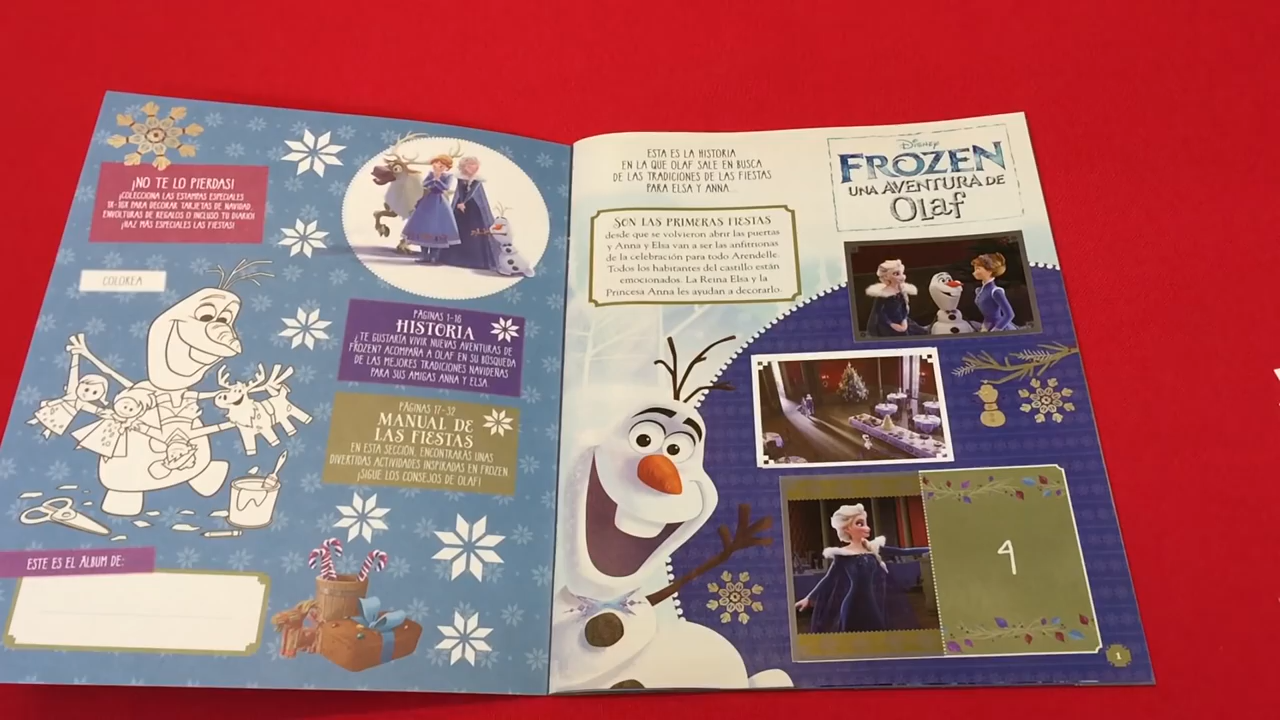 ¡NO TE LO PIERDAS!
¡COLECCIONA LAS ESTAMPAS ESPECIALES
1X-16X PARA DECORAR TARJETAS DE NAVIDAD,
ENVOLTURAS DE REGALOS O INCLUSO TU DIARIO!
¡HAZ MÁS ESPECIALES LAS FIESTAS!
COLOREA
PÁGINAS 1-16
HISTORIA
¿TE GUSTARÍA VIVIR NUEVAS AVENTURAS DE
FROZEN? ACOMPAÑA A OLAF EN SU BÚSQUEDA
DE LAS MEJORES TRADICIONES NAVIDEÑAS
PARA SUS AMIGAS ANNA Y ELSA.
PÁGINAS 17-32
MANUAL DE
LAS FIESTAS
EN ESTA SECCIÓN, ENCONTRARÁS UNAS
DIVERTIDAS ACTIVIDADES INSPIRADAS EN FROZEN
¡SIGUE LOS CONSEJOS DE OLAF!
ESTE ES EL ÁLBUM DE:
ESTA ES LA HISTORIA
EN LA QUE OLAF SALE EN BUSCA
DE LAS TRADICIONES DE LAS FIESTAS
PARA ELSA Y ANNA...
SON LAS PRIMERAS FIESTAS
desde que se volvieron abrir las puertas
y Anna y Elsa van a ser las anfitrionas
de la celebración para todo Arendelle.
Todos los habitantes del castillo están
emocionados. La Reina Elsa y la
Princesa Anna les ayudan a decorarlo.
DISNEY
FROZEN
UNA AVENTURA DE
Olaf
4
1